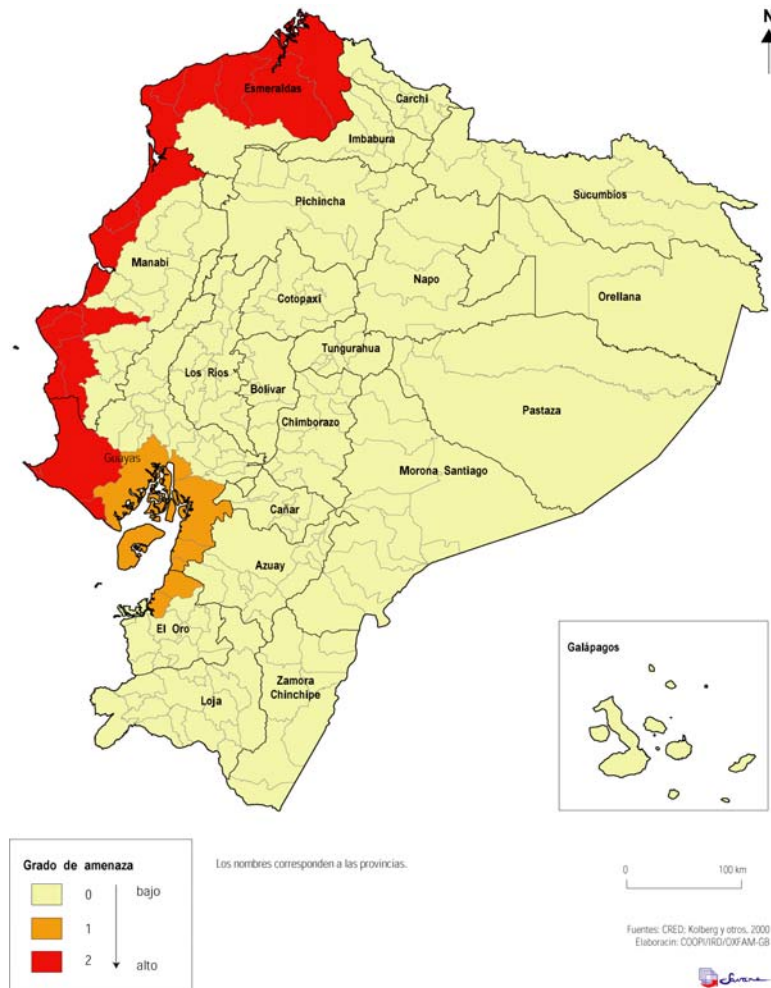 N
Esmeraldas
Carchi
Imbabura
Sucumbios
Pichincha
Manabi
Napo
Cotopaxi
Orellana
Tungurahua
Los Rios
Bolivar
Pastaza
Chimborazo
Guayas
Morona Santiago
Cañar
Azuay
El Oro
Galápagos
Zamora
Chinchipe
Loja
Grado de amenaza
Los nombres corresponden a las provincias.
0 bajo
1
2 alto
0 100 km
Fuentes: CRED; Kolberg y otros, 2000
Elaboracin: COOPI/IRD/OXFAM-GB